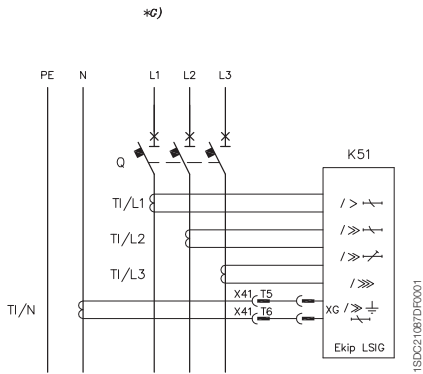 *G)
PE N L1 L2 L3
Q
K51
TI/L1
/>
TI/L2
/≫
/≫
TI/L3
/⋙
X41 T5
TI/N
XG /≫
X41 T6
Ekip LSIG
1SDC21087DF0001